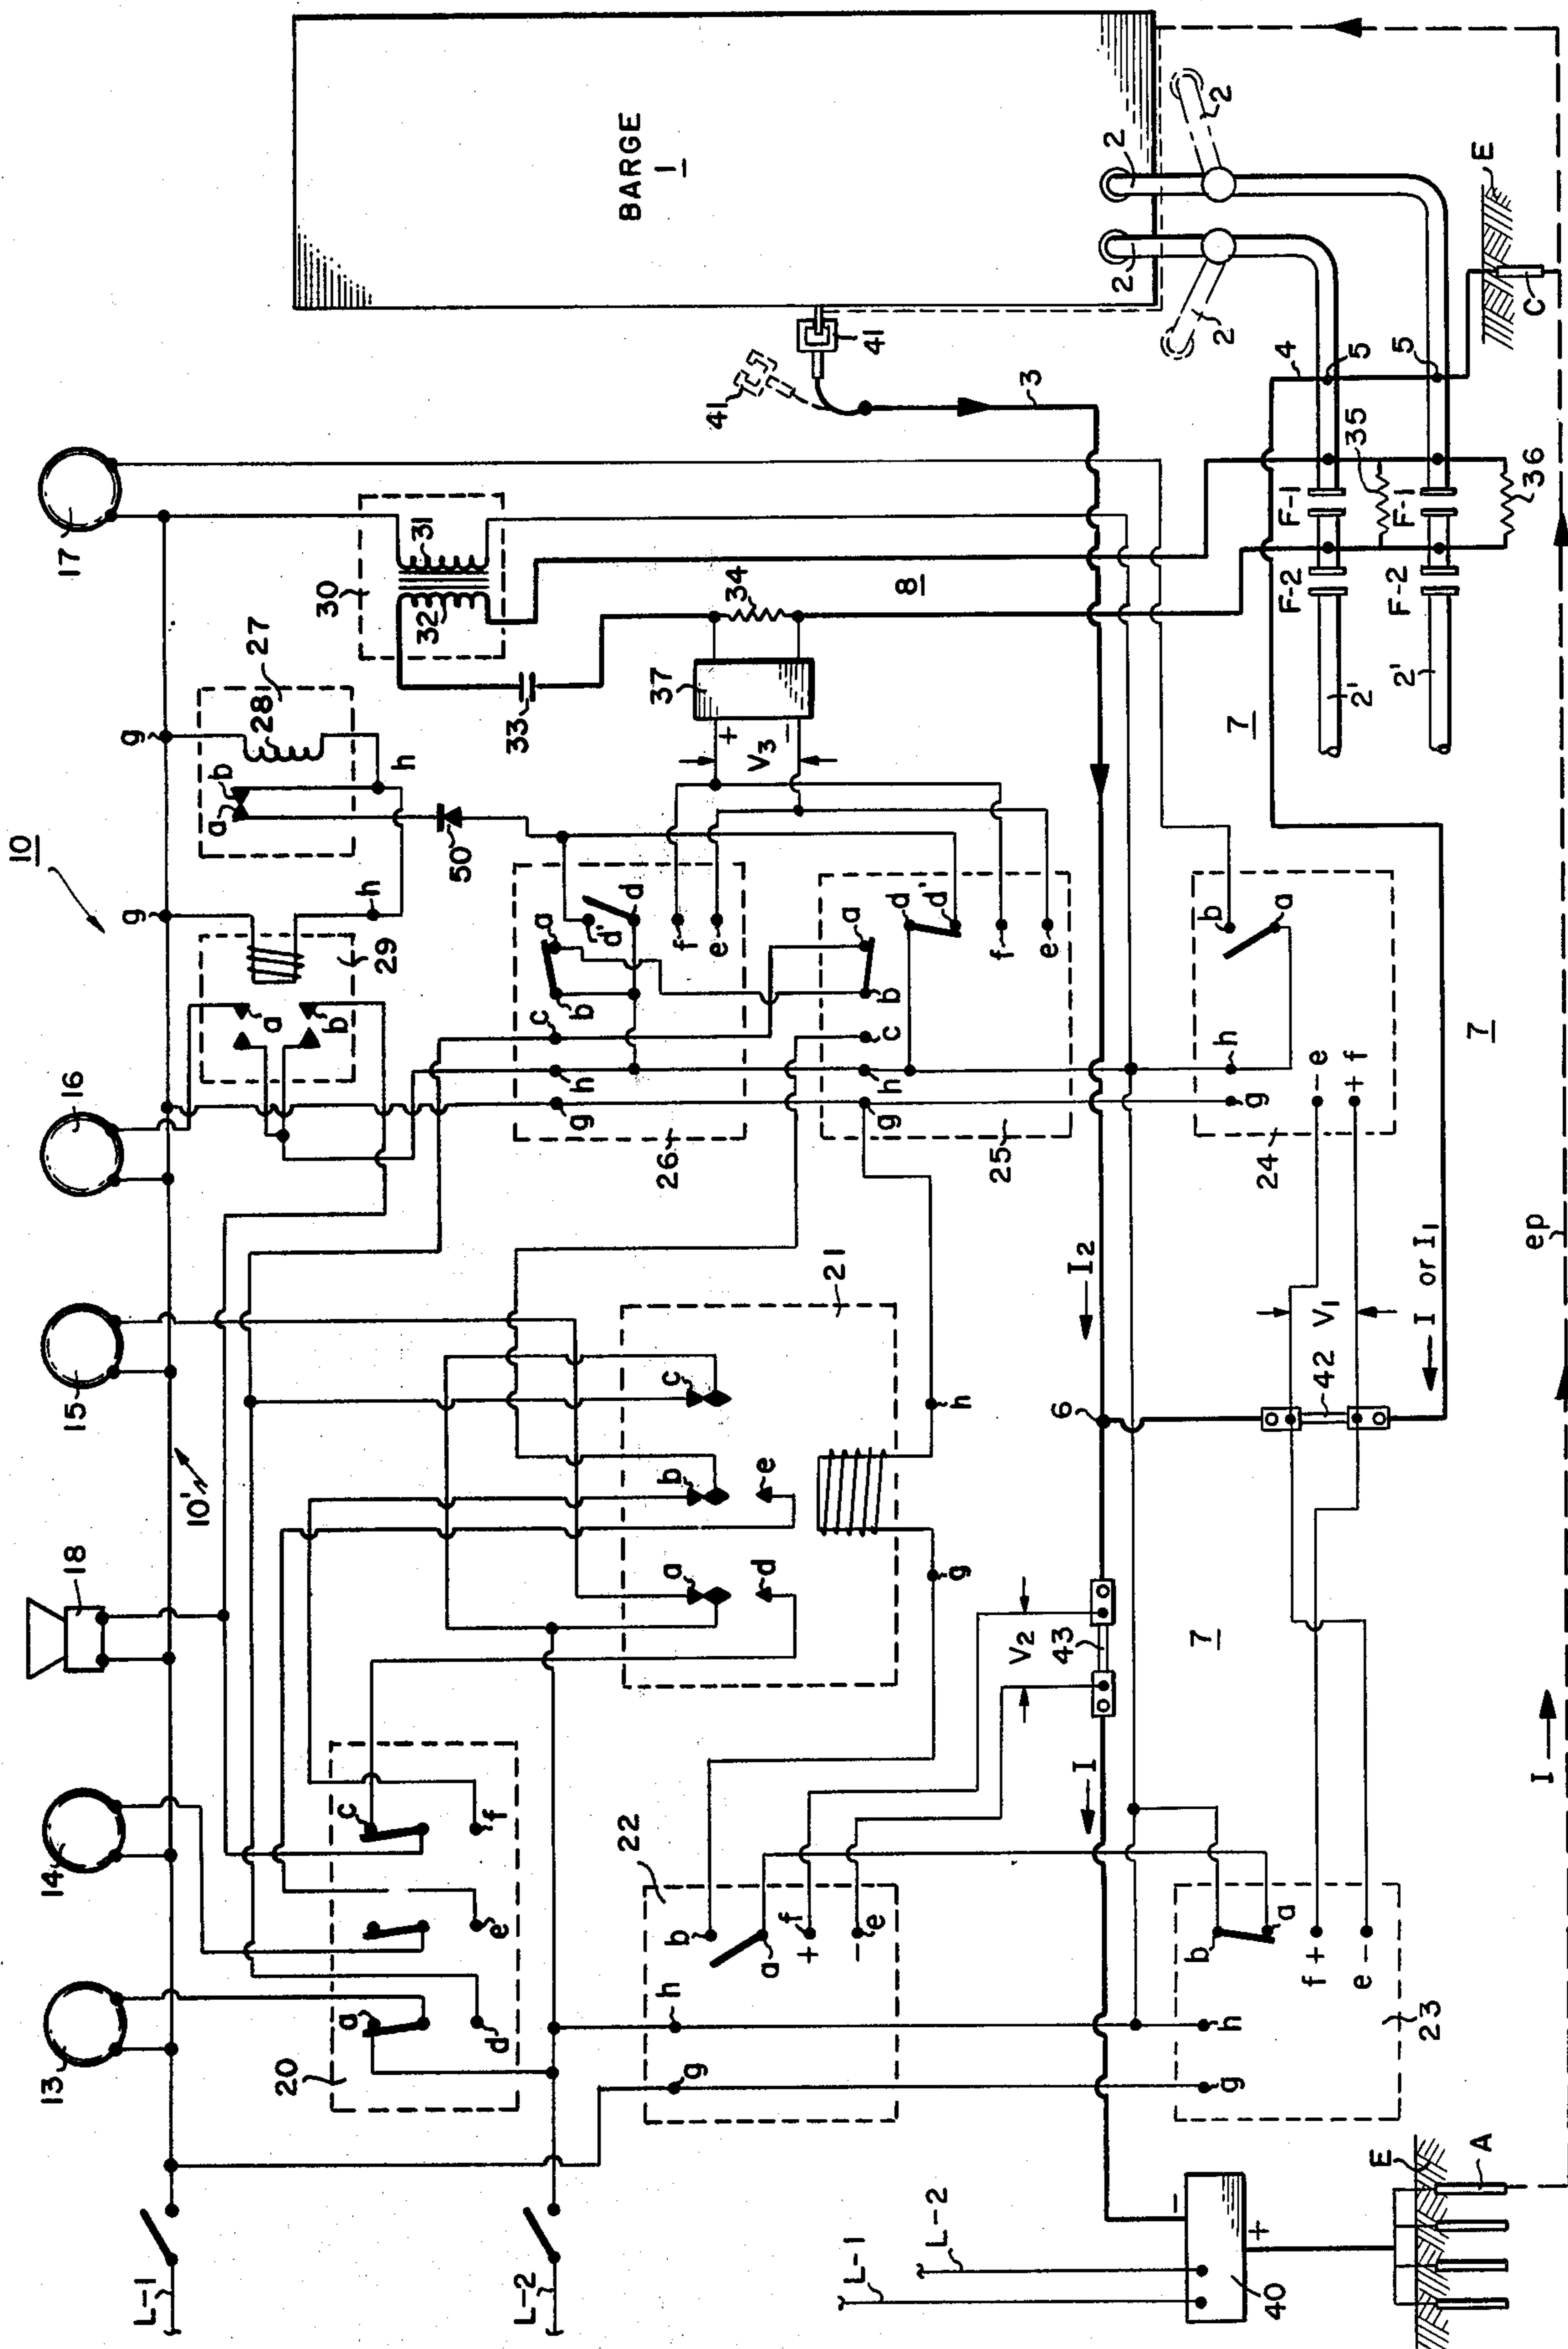 10
17
16
15
18
14
13
10'
L-1
L-2
BARGE
1
2
2
2
2
41
41
3
4
5
5
E
C
30
31
32
27
28
g
h
b
a
g
h
29
a
b
50
33
34
37
+
-
V3
8
7
F-1
F-2
F-1
F-2
35
36
2'
2'
26
a
b
c
d
d'
e
f
g
h
25
a
b
c
d
d'
e
f
g
h
24
a
b
g
h
- e
+ f
21
a
b
c
d
e
g
h
20
a
c
d
e
f
22
a
b
+ f
- e
g
h
23
a
b
f +
e -
g
h
I2
6
V2
43
I
42
V1
I or I1
7
7
ep
I
L-1
L-2
-
+
40
E
A